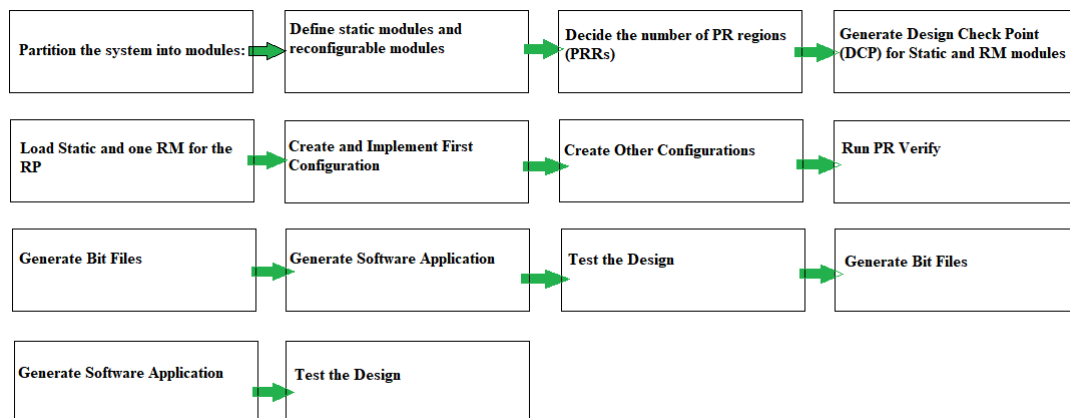 Partition the system into modules:
Define static modules and
reconfigurable modules
Decide the number of PR regions
(PRRs)
Generate Design Check Point
(DCP) for Static and RM modules
Load Static and one RM for the
RP
Create and Implement First
Configuration
Create Other Configurations
Run PR Verify
Generate Bit Files
Generate Software Application
Test the Design
Generate Bit Files
Generate Software Application
Test the Design